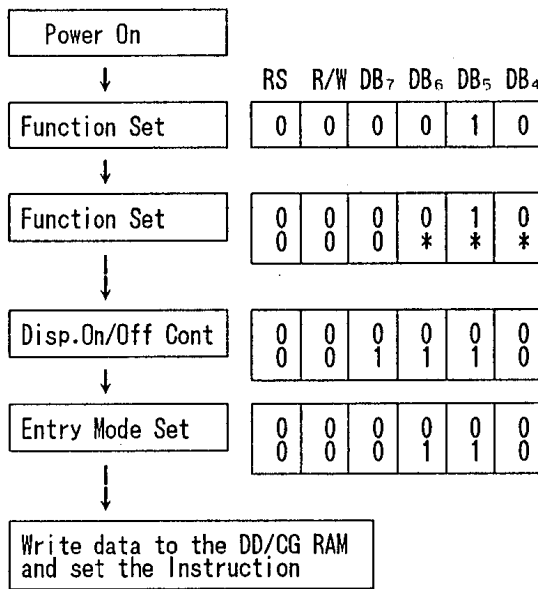 Power On
RS R/W DB₇ DB₆ DB₅ DB₄
Function Set 0 0 0 0 1 0
Function Set 0 0 0 0 1 0
0 0 0 * * *
Disp.On/Off Cont 0 0 0 0 0 0
0 0 1 1 1 0
Entry Mode Set 0 0 0 0 0 0
0 0 0 1 1 0
Write data to the DD/CG RAM
and set the Instruction